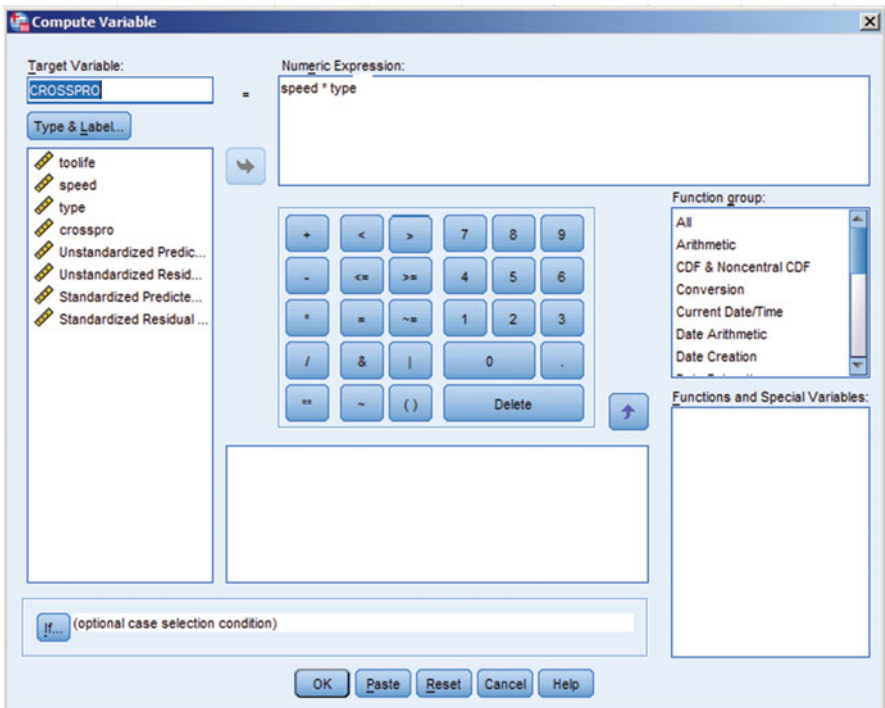 Compute Variable
Target Variable:
CROSSPRO
=
Numeric Expression:
speed * type
Type & Label...
toolife
speed
type
crosspro
Unstandardized Predic...
Unstandardized Resid...
Standardized Predicte...
Standardized Residual ...
+ < > 7 8 9
- <= >= 4 5 6
* = ~= 1 2 3
/ & | 0 .
** ~ ( ) Delete
Function group:
All
Arithmetic
CDF & Noncentral CDF
Conversion
Current Date/Time
Date Arithmetic
Date Creation
Functions and Special Variables:
If... (optional case selection condition)
OK Paste Reset Cancel Help